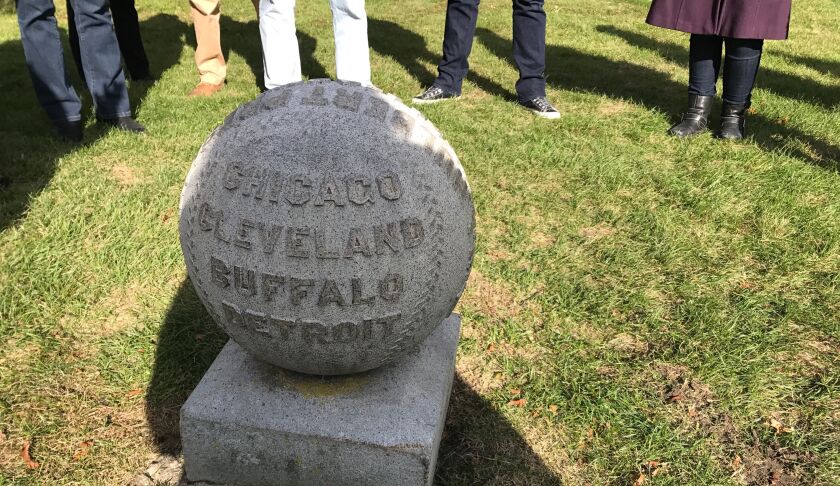 CHICAGO
CLEVELAND
BUFFALO
DETROIT